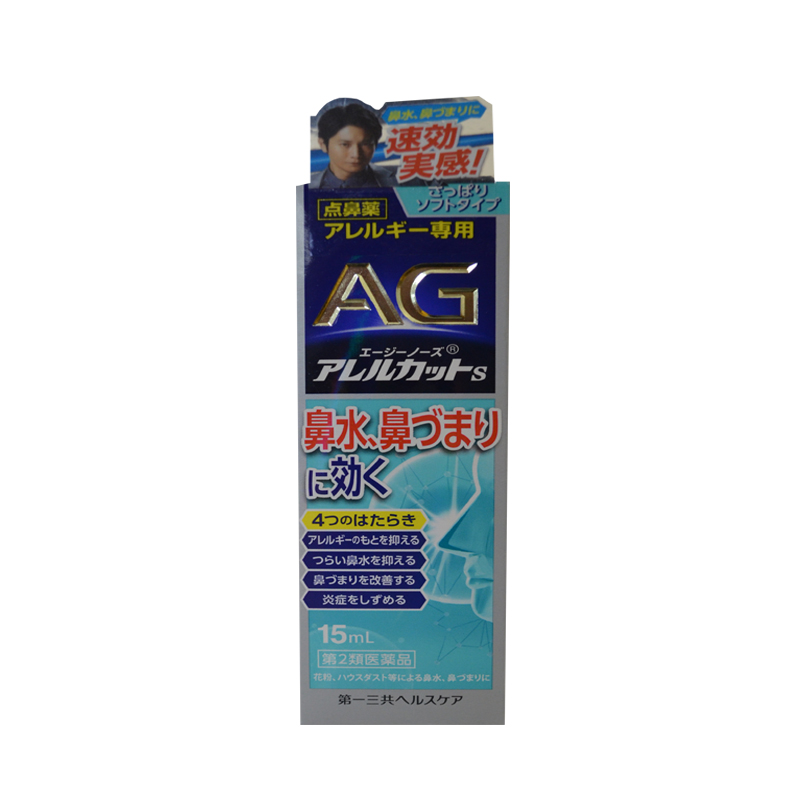 鼻水、鼻づまりに
速効
実感!
さっぱり
ソフトタイプ
点鼻薬
アレルギー専用
AG
エージーノーズ®
アレルカットS
鼻水、鼻づまり
に効く
4つのはたらき
アレルギーのもとを抑える
つらい鼻水を抑える
鼻づまりを改善する
炎症をしずめる
15mL
第2類医薬品
花粉、ハウスダスト等による鼻水、鼻づまりに
第一三共ヘルスケア